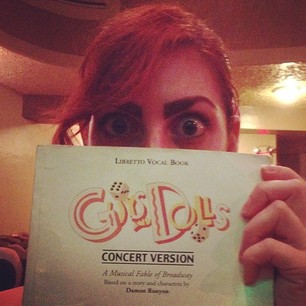 LIBRETTO VOCAL BOOK
GUYS & DOLLS
CONCERT VERSION
A Musical Fable of Broadway
Based on a story and characters by
Damon Runyon